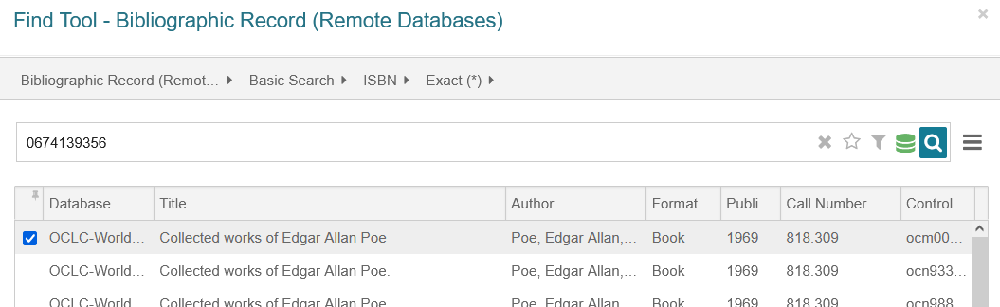 Find Tool - Bibliographic Record (Remote Databases)
Bibliographic Record (Remot... Basic Search ISBN Exact (*)
0674139356
Database Title Author Format Publi... Call Number Control...
OCLC-World... Collected works of Edgar Allan Poe Poe, Edgar Allan,... Book 1969 818.309 ocm00...
OCLC-World... Collected works of Edgar Allan Poe. Poe, Edgar Allan,... Book 1969 818.309 ocn933...
OCLC-World... Collected works of Edgar Allan Poe. Poe, Edgar Allan,... Book 1969 818.309 ocn988...